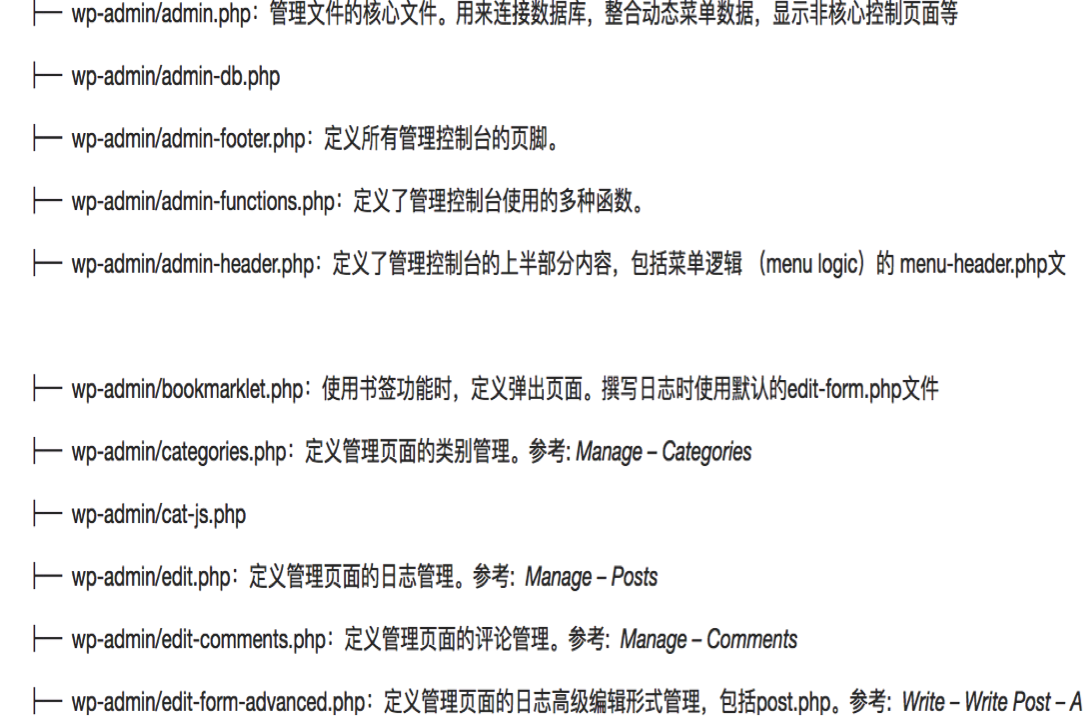 ├── wp-admin/admin.php：管理文件的核心文件。用来连接数据库，整合动态菜单数据，显示非核心控制页面等
├── wp-admin/admin-db.php
├── wp-admin/admin-footer.php：定义所有管理控制台的页脚。
├── wp-admin/admin-functions.php：定义了管理控制台使用的多种函数。
├── wp-admin/admin-header.php：定义了管理控制台的上半部分内容，包括菜单逻辑 （menu logic）的 menu-header.php文
├── wp-admin/bookmarklet.php：使用书签功能时，定义弹出页面。撰写日志时使用默认的edit-form.php文件
├── wp-admin/categories.php：定义管理页面的类别管理。参考: Manage – Categories
├── wp-admin/cat-js.php
├── wp-admin/edit.php：定义管理页面的日志管理。参考: Manage – Posts
├── wp-admin/edit-comments.php：定义管理页面的评论管理。参考: Manage – Comments
├── wp-admin/edit-form-advanced.php：定义管理页面的日志高级编辑形式管理，包括post.php。参考: Write – Write Post – A